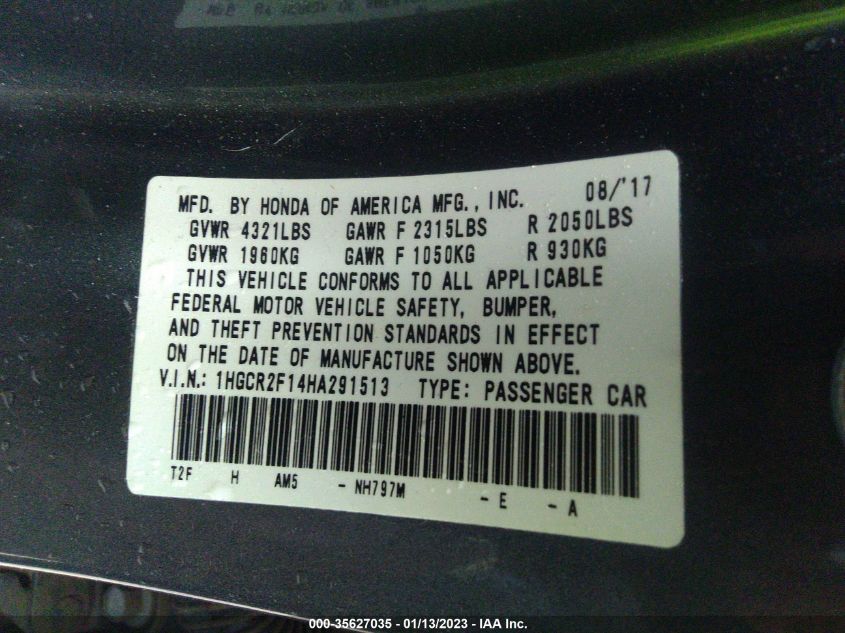 MFD. BY HONDA OF AMERICA MFG., INC. 08/'17
GVWR 4321LBS GAWR F 2315LBS R 2050LBS
GVWR 1960KG GAWR F 1050KG R 930KG
THIS VEHICLE CONFORMS TO ALL APPLICABLE
FEDERAL MOTOR VEHICLE SAFETY, BUMPER,
AND THEFT PREVENTION STANDARDS IN EFFECT
ON THE DATE OF MANUFACTURE SHOWN ABOVE.
V.I.N.: 1HGCR2F14HA291513 TYPE: PASSENGER CAR
T2F H AM5 - NH797M - E - A
000-35627035 - 01/13/2023 - IAA Inc.